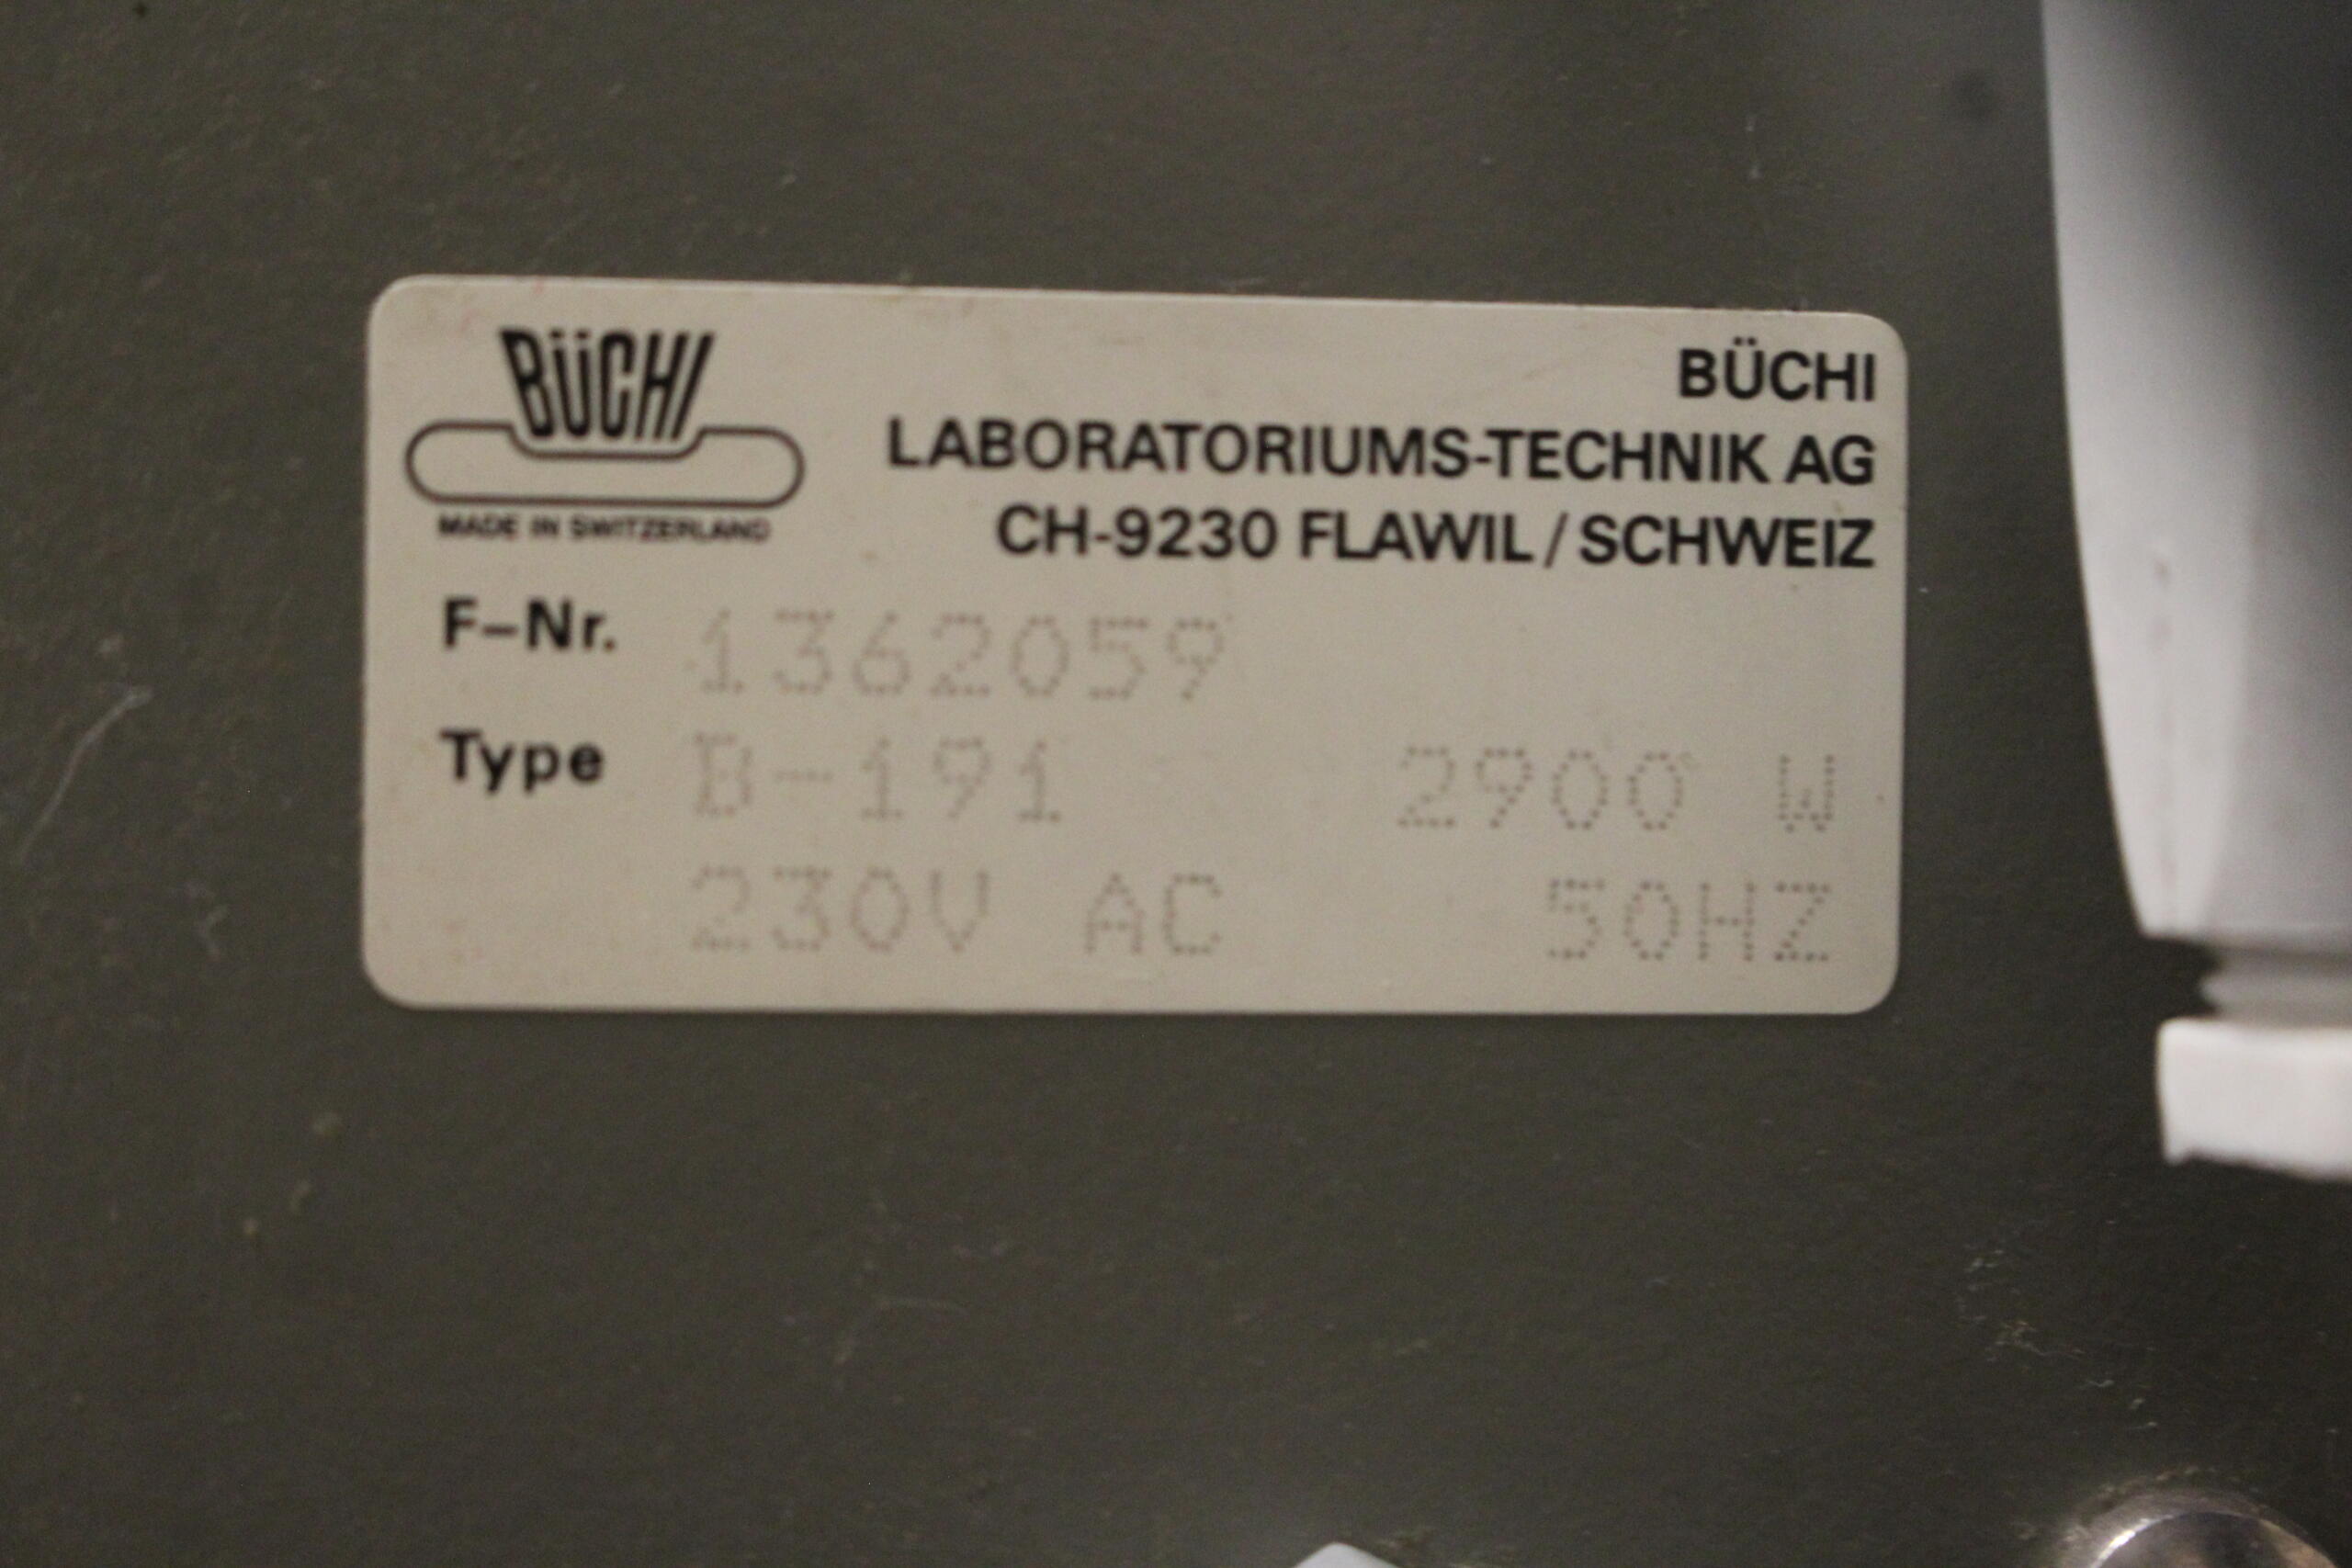 BÜCHI
MADE IN SWITZERLAND
BÜCHI
LABORATORIUMS-TECHNIK AG
CH-9230 FLAWIL / SCHWEIZ
F-Nr. 1362059
Type B-191 2900 W
230V AC 50HZ